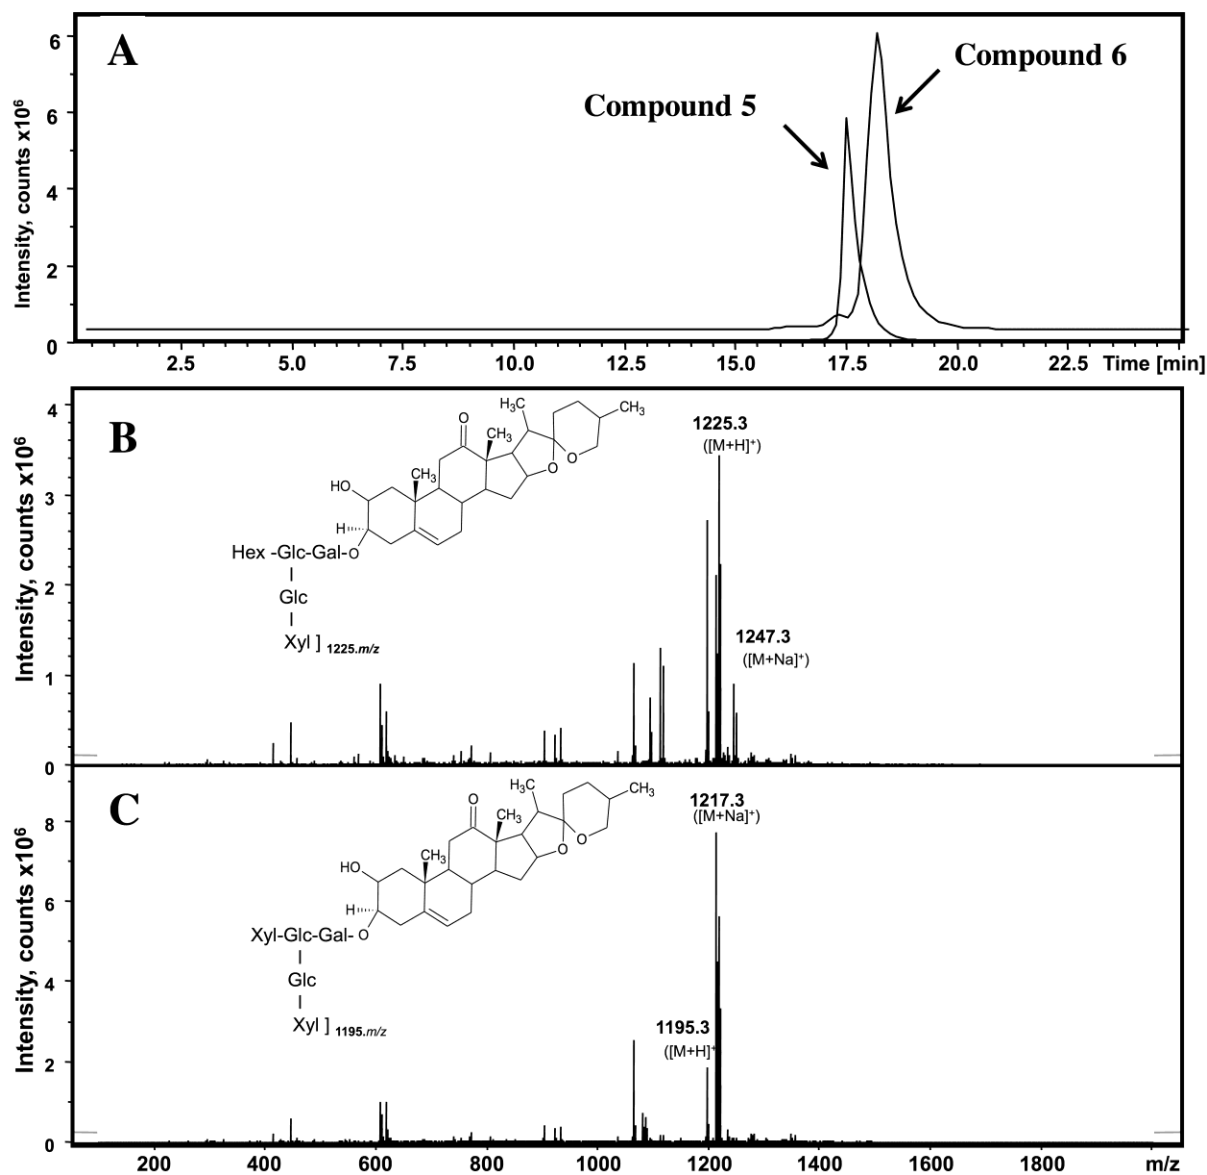 A
Compound 5
Compound 6
Intensity, counts x10⁶
6
6
4
2
0
2.5 5.0 7.5 10.0 12.5 15.0 17.5 20.0 22.5 Time [min]
B
H₃C
CH₃
O
CH₃
CH₃
O
O
HO
H
Hex -Glc-Gal-O
Glc
Xyl ] 1225.m/z
1225.3
([M+H]⁺)
1247.3
([M+Na]⁺)
Intensity, counts x10⁶
4
3
2
1
0
C
H₃C
CH₃
O
CH₃
CH₃
O
O
HO
H
Xyl-Glc-Gal- O
Glc
Xyl ] 1195.m/z
1217.3
([M+Na]⁺)
1195.3
([M+H]⁺
Intensity, counts x10⁶
8
6
4
2
0
200 400 600 800 1000 1200 1400 1600 1800 m/z